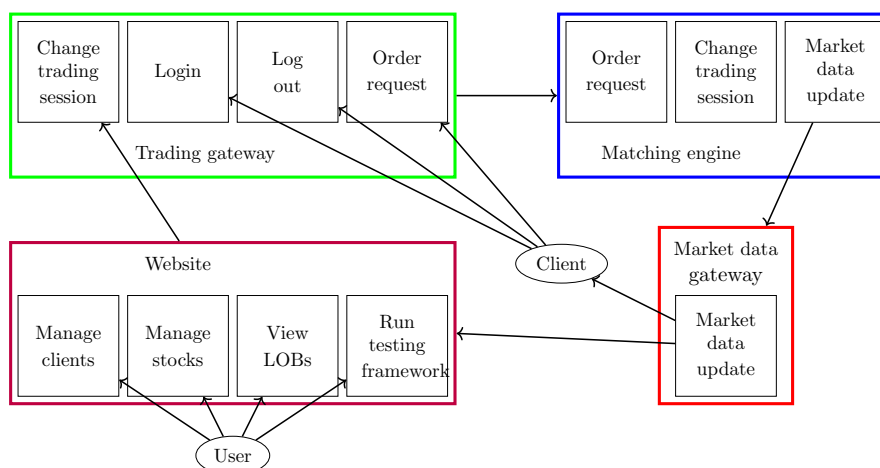 Change
trading
session
Login
Log
out
Order
request
Trading gateway
Order
request
Change
trading
session
Market
data
update
Matching engine
Client
Market data
gateway
Market
data
update
Website
Manage
clients
Manage
stocks
View
LOBs
Run
testing
framework
User